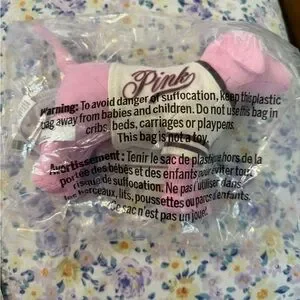 Pink
Warning: To avoid danger of suffocation, keep this plastic
bag away from babies and children. Do not use this bag in
cribs, beds, carriages or playpens.
This bag is not a toy.
Avertissement : Tenir le sac de plastique hors de la
portée des bébés et des enfants pour éviter tout
risque de suffocation. Ne pas l'utiliser dans
les berceaux, lits, poussettes ou parcs d'enfants.
Ce sac n'est pas un jouet.